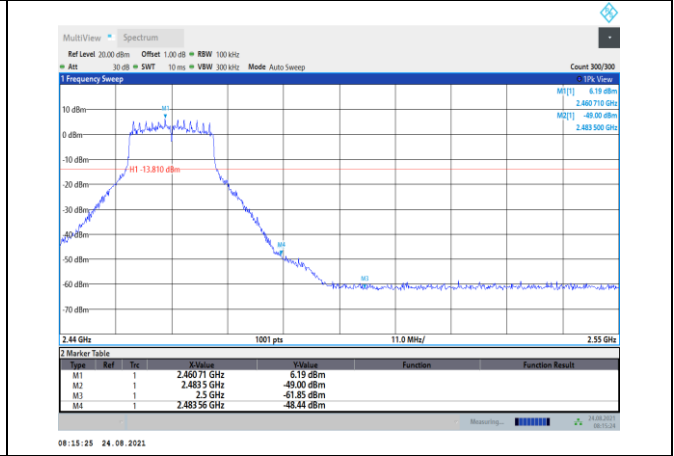 MultiView Spectrum
Ref Level 20.00 dBm Offset 1.00 dB RBW 100 kHz
Att 30 dB SWT 10 ms VBW 300 kHz Mode Auto Sweep Count 300/300
1 Frequency Sweep 1Pk View
M1[1] 6.19 dBm
2.460 710 GHz
M2[1] -49.00 dBm
2.483 500 GHz
10 dBm
M1
0 dBm
-10 dBm
H1 -13.810 dBm
-20 dBm
-30 dBm
-40 dBm
M4
-50 dBm
M3
-60 dBm
-70 dBm
2.44 GHz 1001 pts 11.0 MHz/ 2.55 GHz
2 Marker Table
Type Ref Trc X-Value Y-Value Function Function Result
M1 1 2.46071 GHz 6.19 dBm
M2 1 2.4835 GHz -49.00 dBm
M3 1 2.5 GHz -61.85 dBm
M4 1 2.48356 GHz -48.44 dBm
Measuring... 24.08.2021
08:15:24
08:15:25 24.08.2021